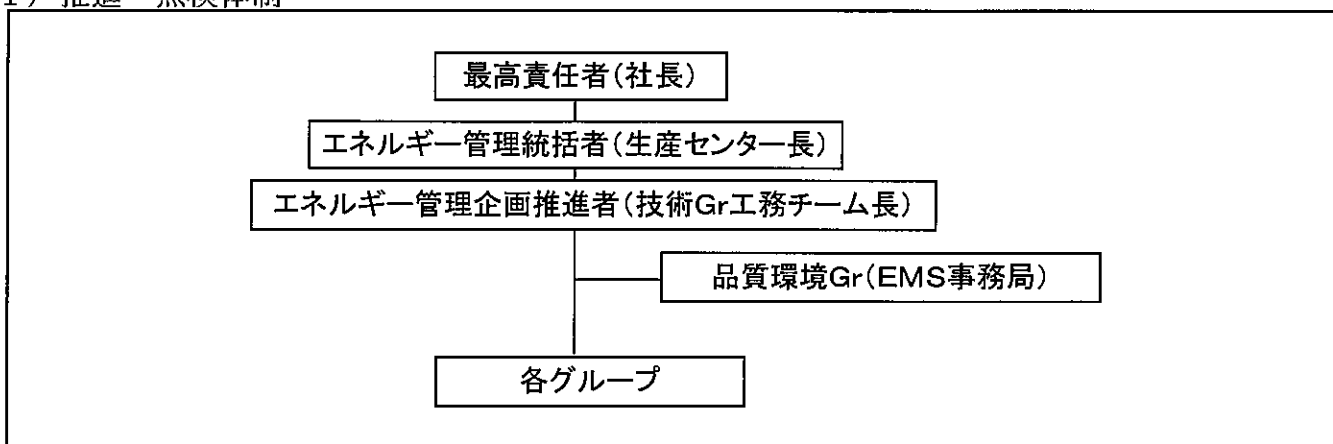 最高責任者(社長)
エネルギー管理統括者(生産センター長)
エネルギー管理企画推進者(技術Gr工務チーム長)
品質環境Gr(EMS事務局)
各グループ